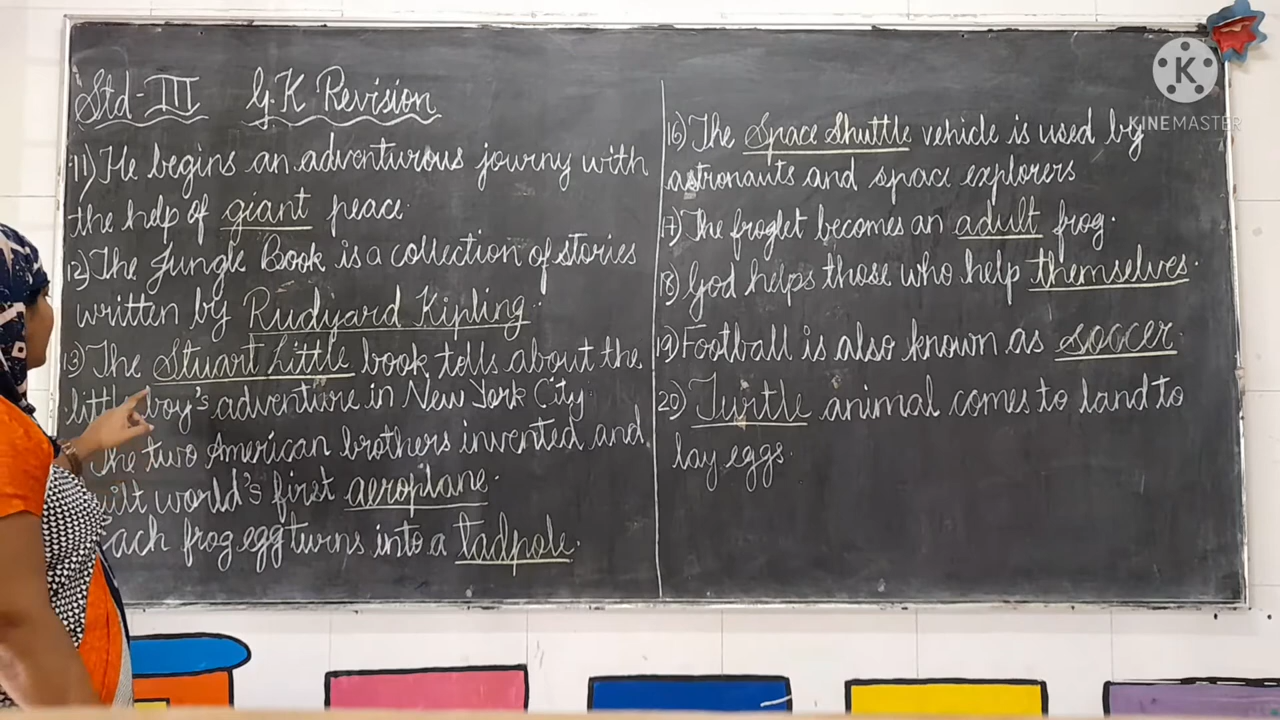 Std-III G.K Revision
11) He begins an adventurous journy with
the help of giant peace.
12) The Jungle Book is a collection of stories
written by Rudyard Kipling.
13) The Stuart Little book tells about the
little boy's adventure in New York City.
The two American brothers invented and
uilt world's first aeroplane.
ach frog egg turns into a tadpole.
16) The Space Shuttle vehicle is used by
astronauts and space explorers
17) The froglet becomes an adult frog.
18) God helps those who help themselves.
19) Football is also known as soccer.
20) Turtle animal comes to land to
lay eggs.
K
KINEMASTER